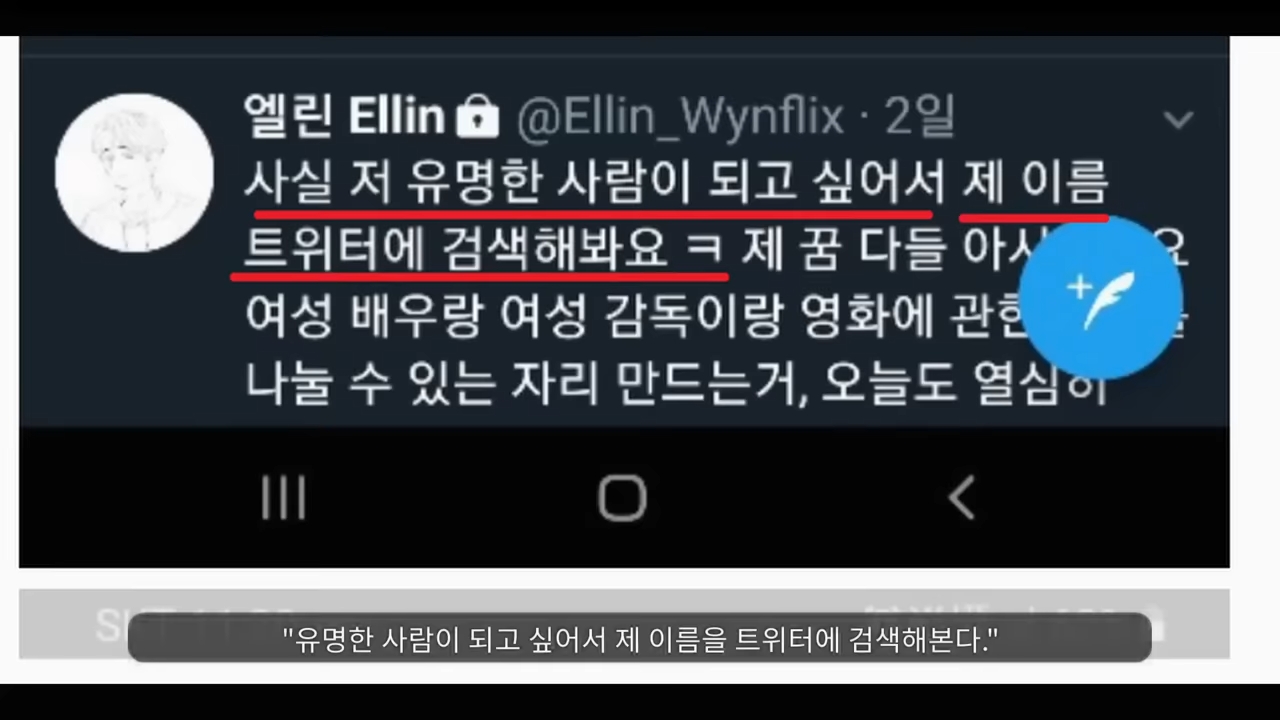 엘린 Ellin @Ellin_Wynflix · 2일
사실 저 유명한 사람이 되고 싶어서 제 이름
트위터에 검색해봐요 ㅋ 제 꿈 다들 요
여성 배우랑 여성 감독이랑 영화에
나눌 수 있는 자리 만드는거, 오늘도 열심히
"유명한 사람이 되고 싶어서 제 이름을 트위터에 검색해본다."